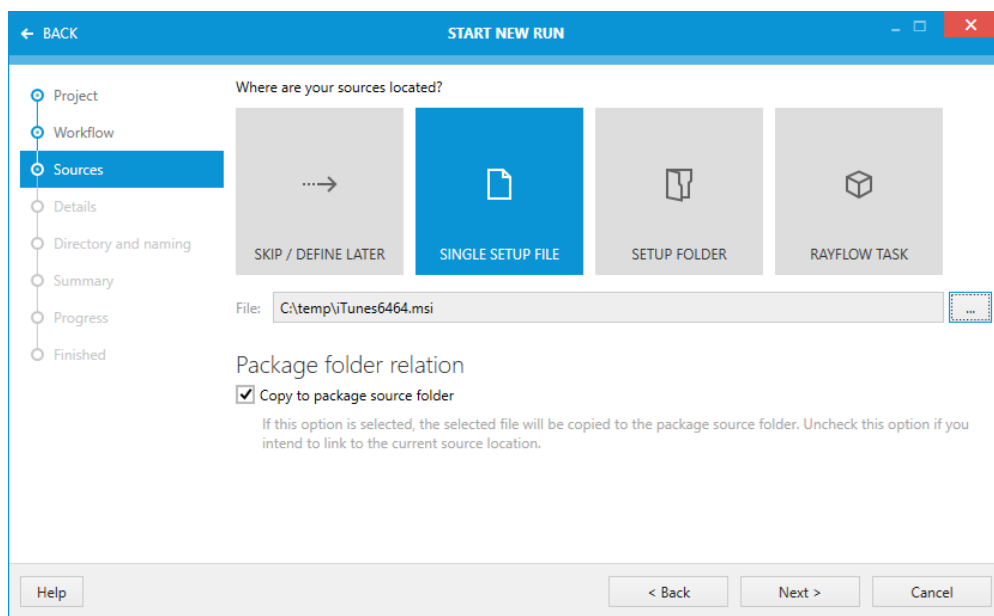 BACK
START NEW RUN
Project
Workflow
Sources
Details
Directory and naming
Summary
Progress
Finished
Where are your sources located?
SKIP / DEFINE LATER
SINGLE SETUP FILE
SETUP FOLDER
RAYFLOW TASK
File: C:\temp\iTunes6464.msi ...
Package folder relation
Copy to package source folder
If this option is selected, the selected file will be copied to the package source folder. Uncheck this option if you
intend to link to the current source location.
Help
< Back
Next >
Cancel